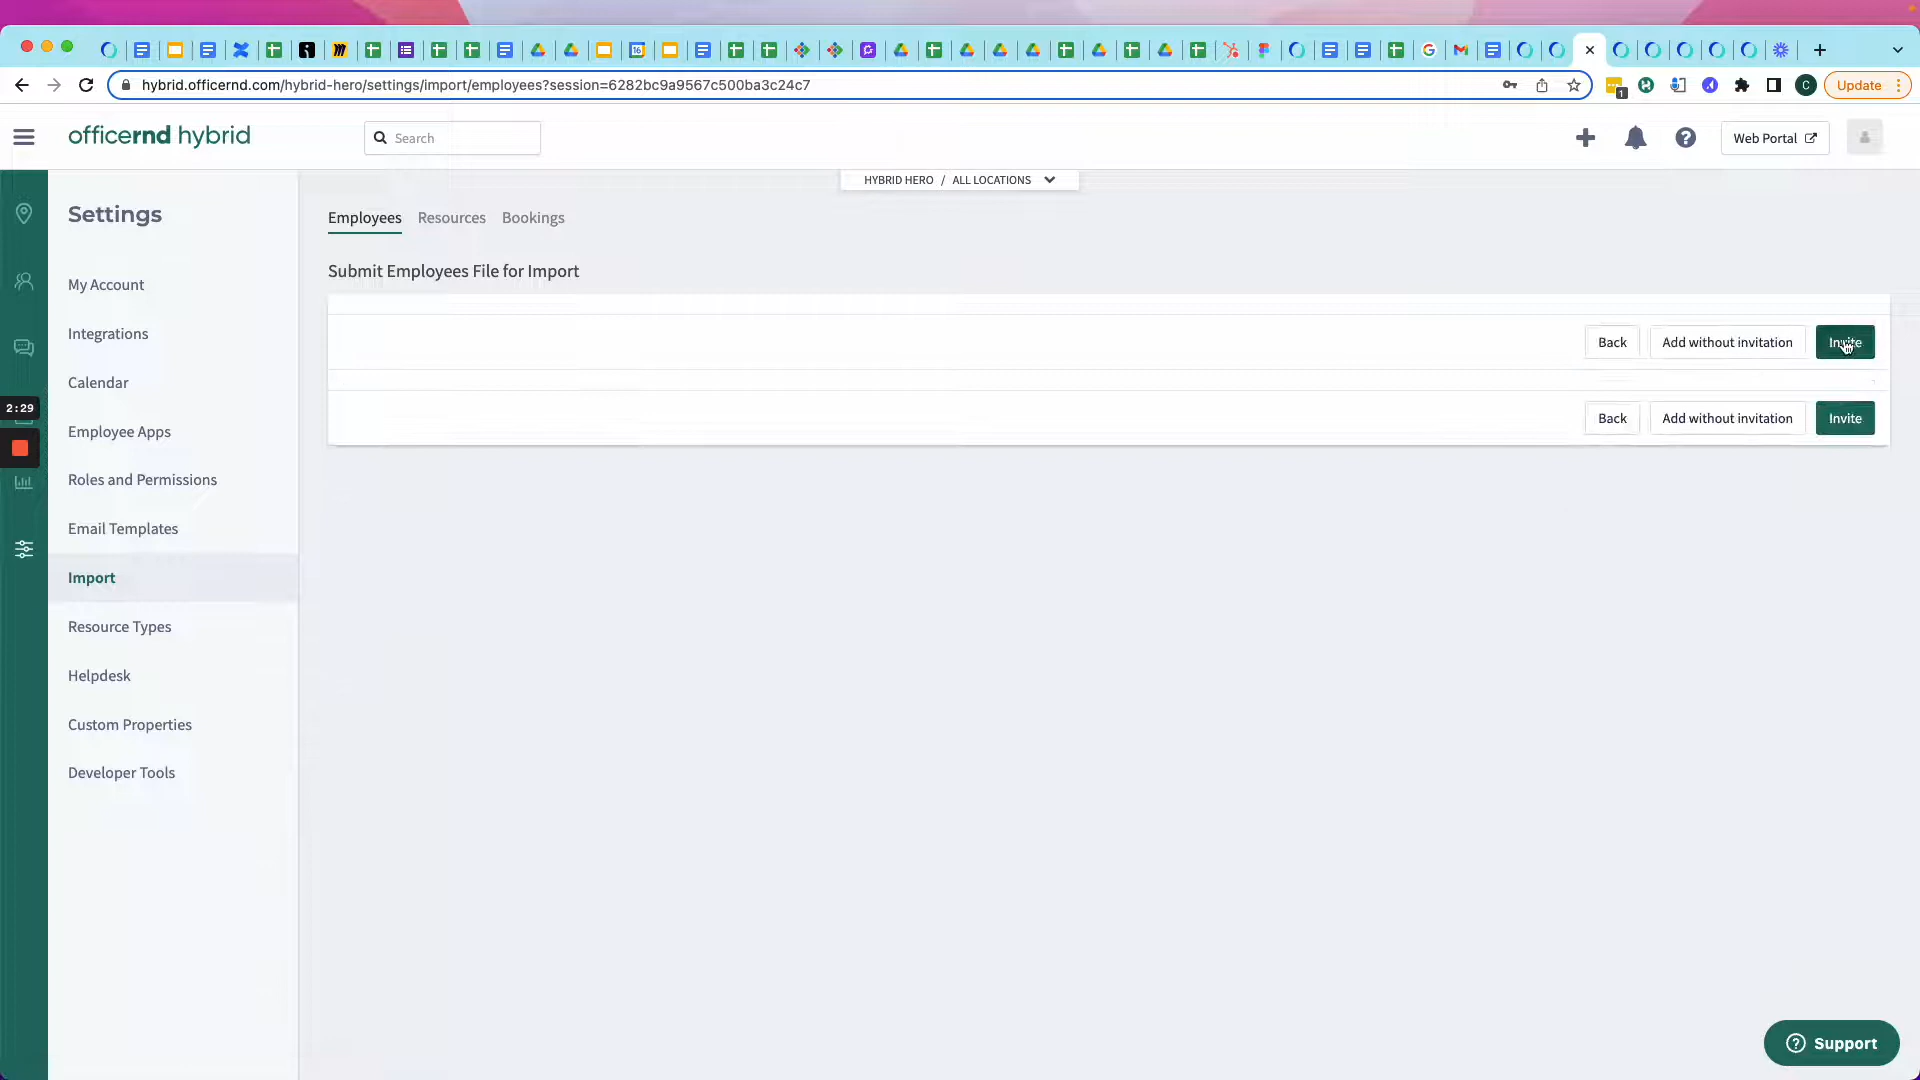 16
hybrid.officernd.com/hybrid-hero/settings/import/employees?session=6282bc9a9567c500ba3c24c7
1
C
Update
officernd hybrid
Search
Web Portal
HYBRID HERO / ALL LOCATIONS
Settings
Employees Resources Bookings
Submit Employees File for Import
My Account
Integrations
Calendar
Employee Apps
Roles and Permissions
Email Templates
Import
Resource Types
Helpdesk
Custom Properties
Developer Tools
Back Add without invitation Invite
Back Add without invitation Invite
2:29
Support